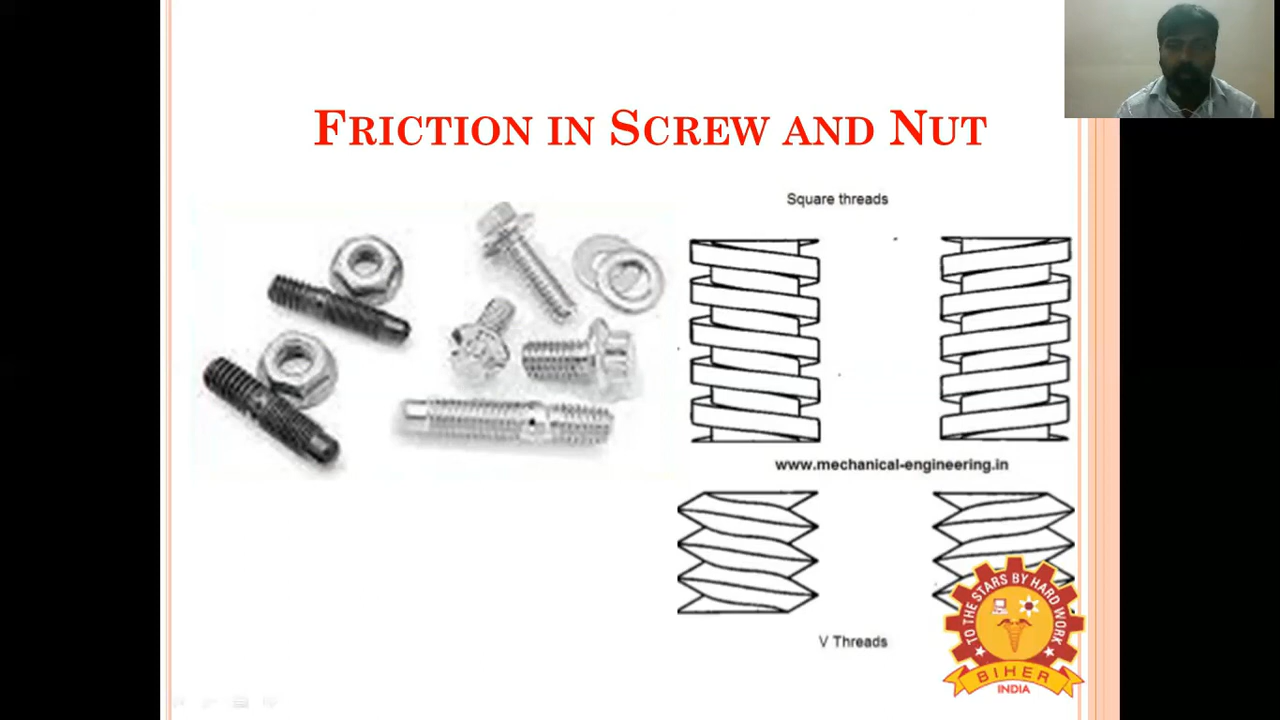 FRICTION IN SCREW AND NUT
Square threads
www.mechanical-engineering.in
V Threads
TO THE STARS BY HARD WORK
BIHER
INDIA